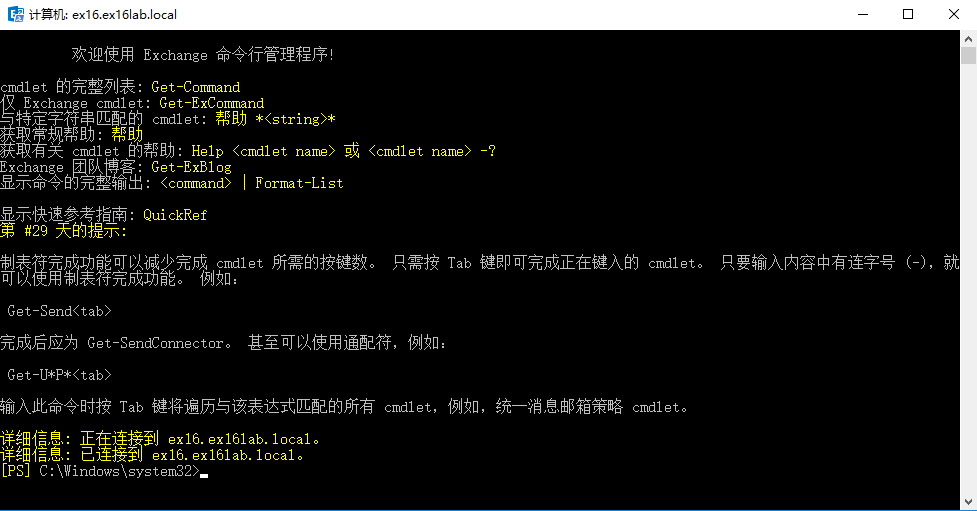 计算机: ex16.ex16lab.local
欢迎使用 Exchange 命令行管理程序!
cmdlet 的完整列表: Get-Command
仅 Exchange cmdlet: Get-ExCommand
与特定字符串匹配的 cmdlet: 帮助 *<string>*
获取常规帮助: 帮助
获取有关 cmdlet 的帮助: Help <cmdlet name> 或 <cmdlet name> -?
Exchange 团队博客: Get-ExBlog
显示命令的完整输出: <command> | Format-List
显示快速参考指南: QuickRef
第 #29 天的提示:
制表符完成功能可以减少完成 cmdlet 所需的按键数。 只需按 Tab 键即可完成正在键入的 cmdlet。 只要输入内容中有连字号 (-)，就
可以使用制表符完成功能。 例如:
Get-Send<tab>
完成后应为 Get-SendConnector。 甚至可以使用通配符，例如:
Get-U*P*<tab>
输入此命令时按 Tab 键将遍历与该表达式匹配的所有 cmdlet，例如，统一消息邮箱策略 cmdlet。
详细信息: 正在连接到 ex16.ex16lab.local。
详细信息: 已连接到 ex16.ex16lab.local。
[PS] C:\Windows\system32>